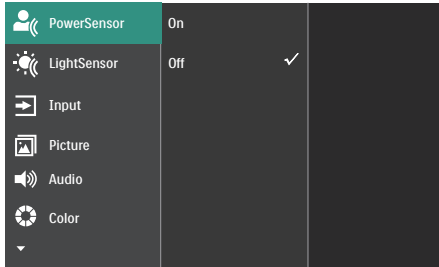 PowerSensor
On
LightSensor
Off
Input
Picture
Audio
Color